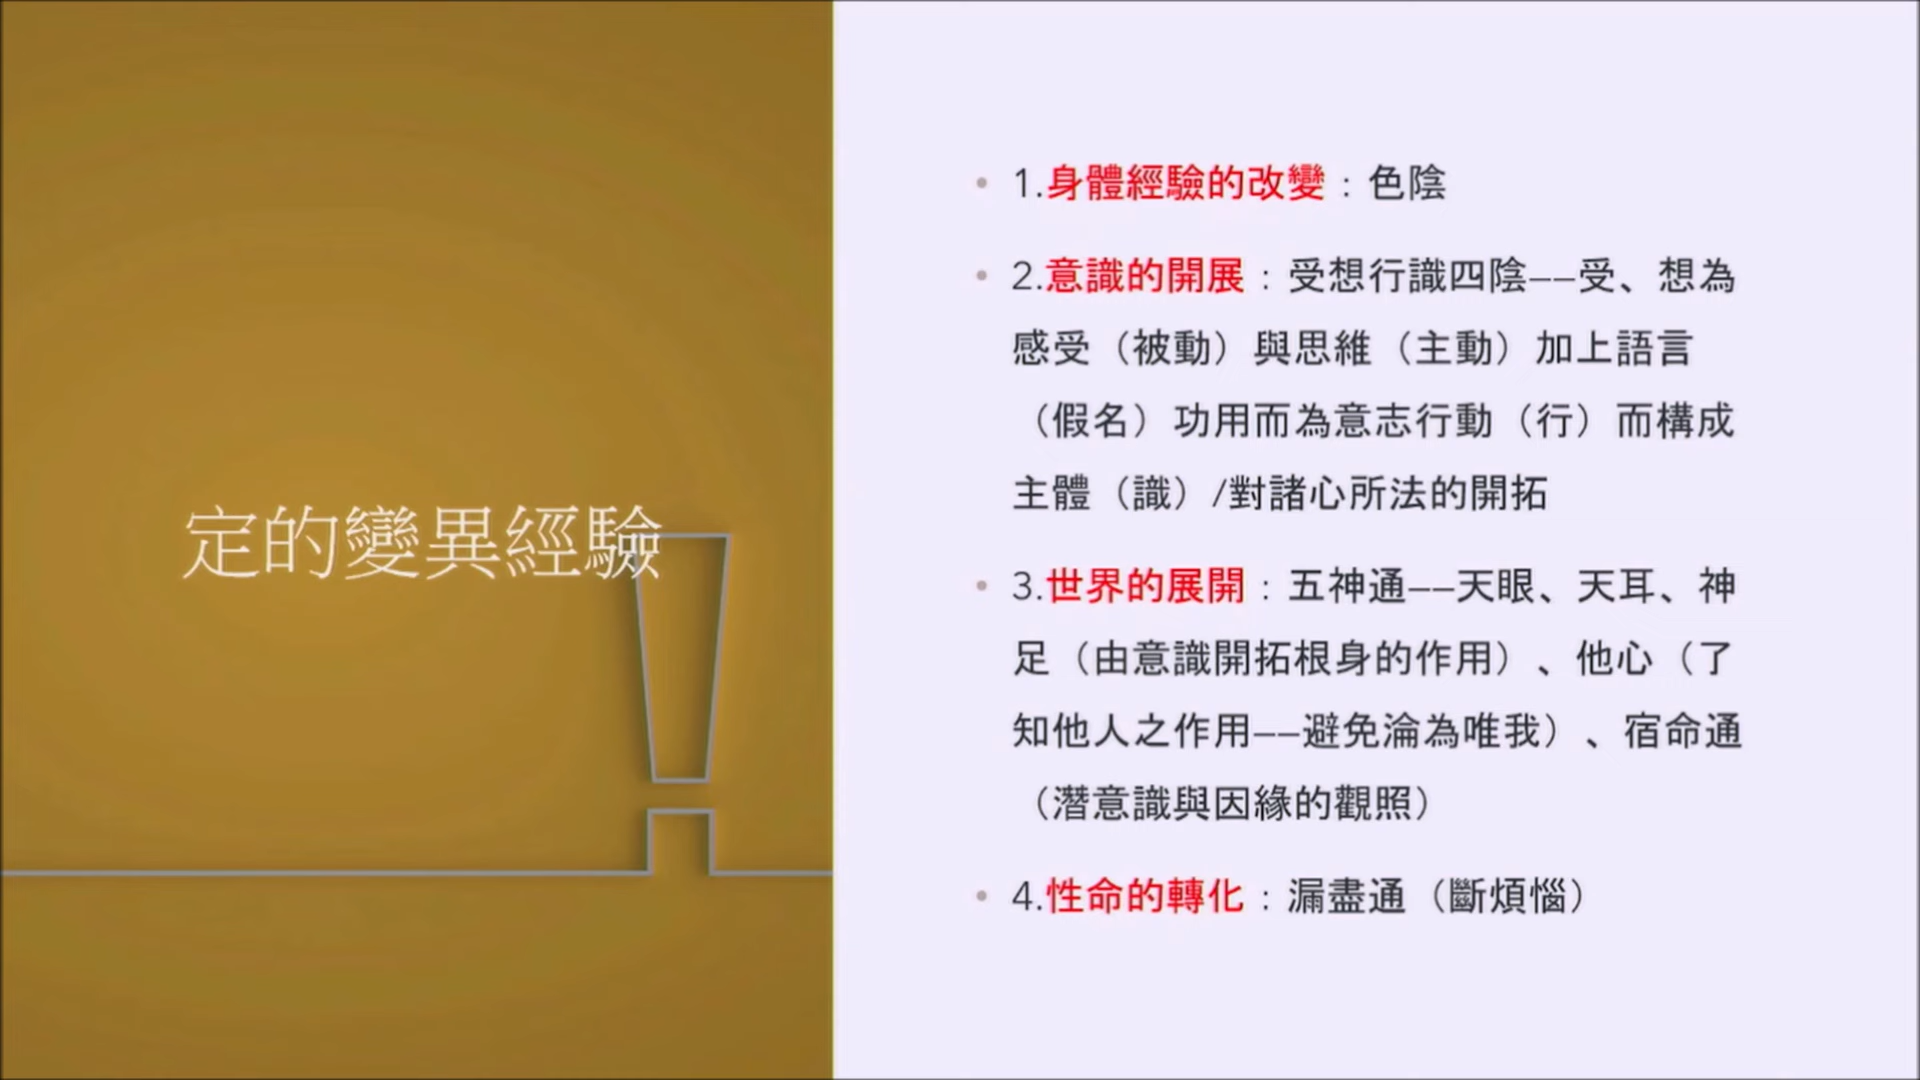 定的變異經驗
• 1.身體經驗的改變：色陰
• 2.意識的開展：受想行識四陰——受、想為
感受（被動）與思維（主動）加上語言
（假名）功用而為意志行動（行）而構成
主體（識）/對諸心所法的開拓
• 3.世界的展開：五神通——天眼、天耳、神
足（由意識開拓根身的作用）、他心（了
知他人之作用——避免淪為唯我）、宿命通
（潛意識與因緣的觀照）
• 4.性命的轉化：漏盡通（斷煩惱）